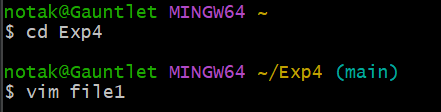 notak@Gauntlet MINGW64 ~
$ cd Exp4
notak@Gauntlet MINGW64 ~/Exp4 (main)
$ vim file1